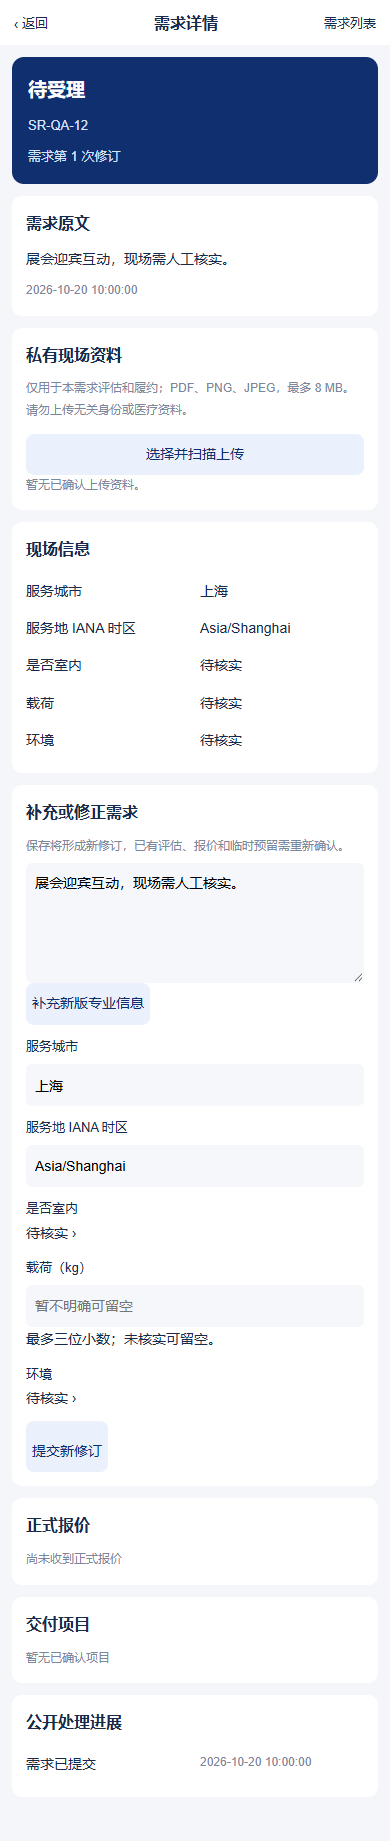 ‹ 返回 需求详情 需求列表
待受理
SR-QA-12
需求第 1 次修订
需求原文
展会迎宾互动，现场需人工核实。
2026-10-20 10:00:00
私有现场资料
仅用于本需求评估和履约；PDF、PNG、JPEG，最多 8 MB。
请勿上传无关身份或医疗资料。
选择并扫描上传
暂无已确认上传资料。
现场信息
服务城市 上海
服务地 IANA 时区 Asia/Shanghai
是否室内 待核实
载荷 待核实
环境 待核实
补充或修正需求
保存将形成新修订，已有评估、报价和临时预留需重新确认。
展会迎宾互动，现场需人工核实。
补充新版专业信息
服务城市
上海
服务地 IANA 时区
Asia/Shanghai
是否室内
待核实 ›
载荷（kg）
暂不明确可留空
最多三位小数；未核实可留空。
环境
待核实 ›
提交新修订
正式报价
尚未收到正式报价
交付项目
暂无已确认项目
公开处理进展
需求已提交 2026-10-20 10:00:00